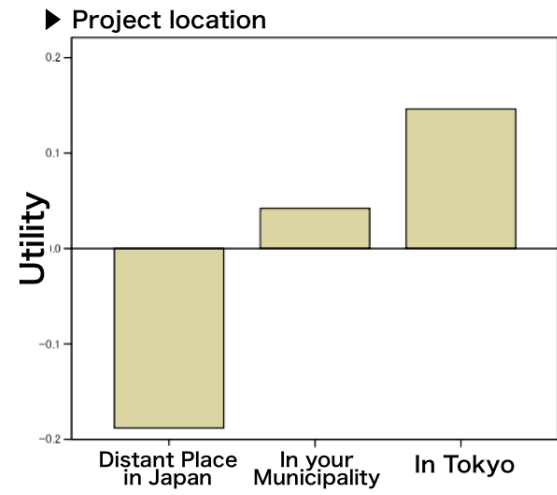 ▶ Project location
Utility
0.2
0.1
0.0
−0.1
−0.2
Distant Place
in Japan
In your
Municipality
In Tokyo